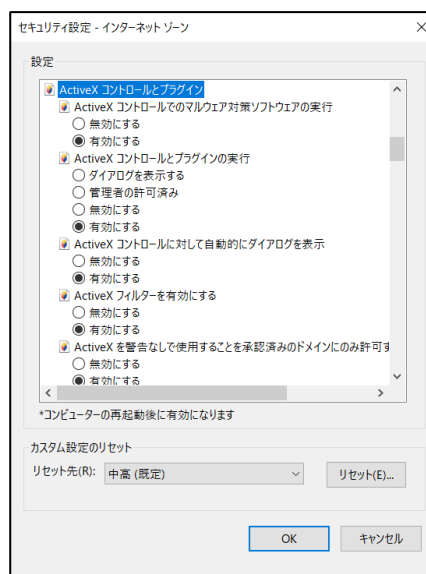 セキュリティ設定 - インターネット ゾーン
設定
ActiveX コントロールとプラグイン
ActiveX コントロールでのマルウェア対策ソフトウェアの実行
無効にする
有効にする
ActiveX コントロールとプラグインの実行
ダイアログを表示する
管理者の許可済み
無効にする
有効にする
ActiveX コントロールに対して自動的にダイアログを表示
無効にする
有効にする
ActiveX フィルターを有効にする
無効にする
有効にする
ActiveX を警告なしで使用することを承認済みのドメインにのみ許可す
無効にする
有効にする
*コンピューターの再起動後に有効になります
カスタム設定のリセット
リセット先(R): 中高 (既定) リセット(E)...
OK キャンセル